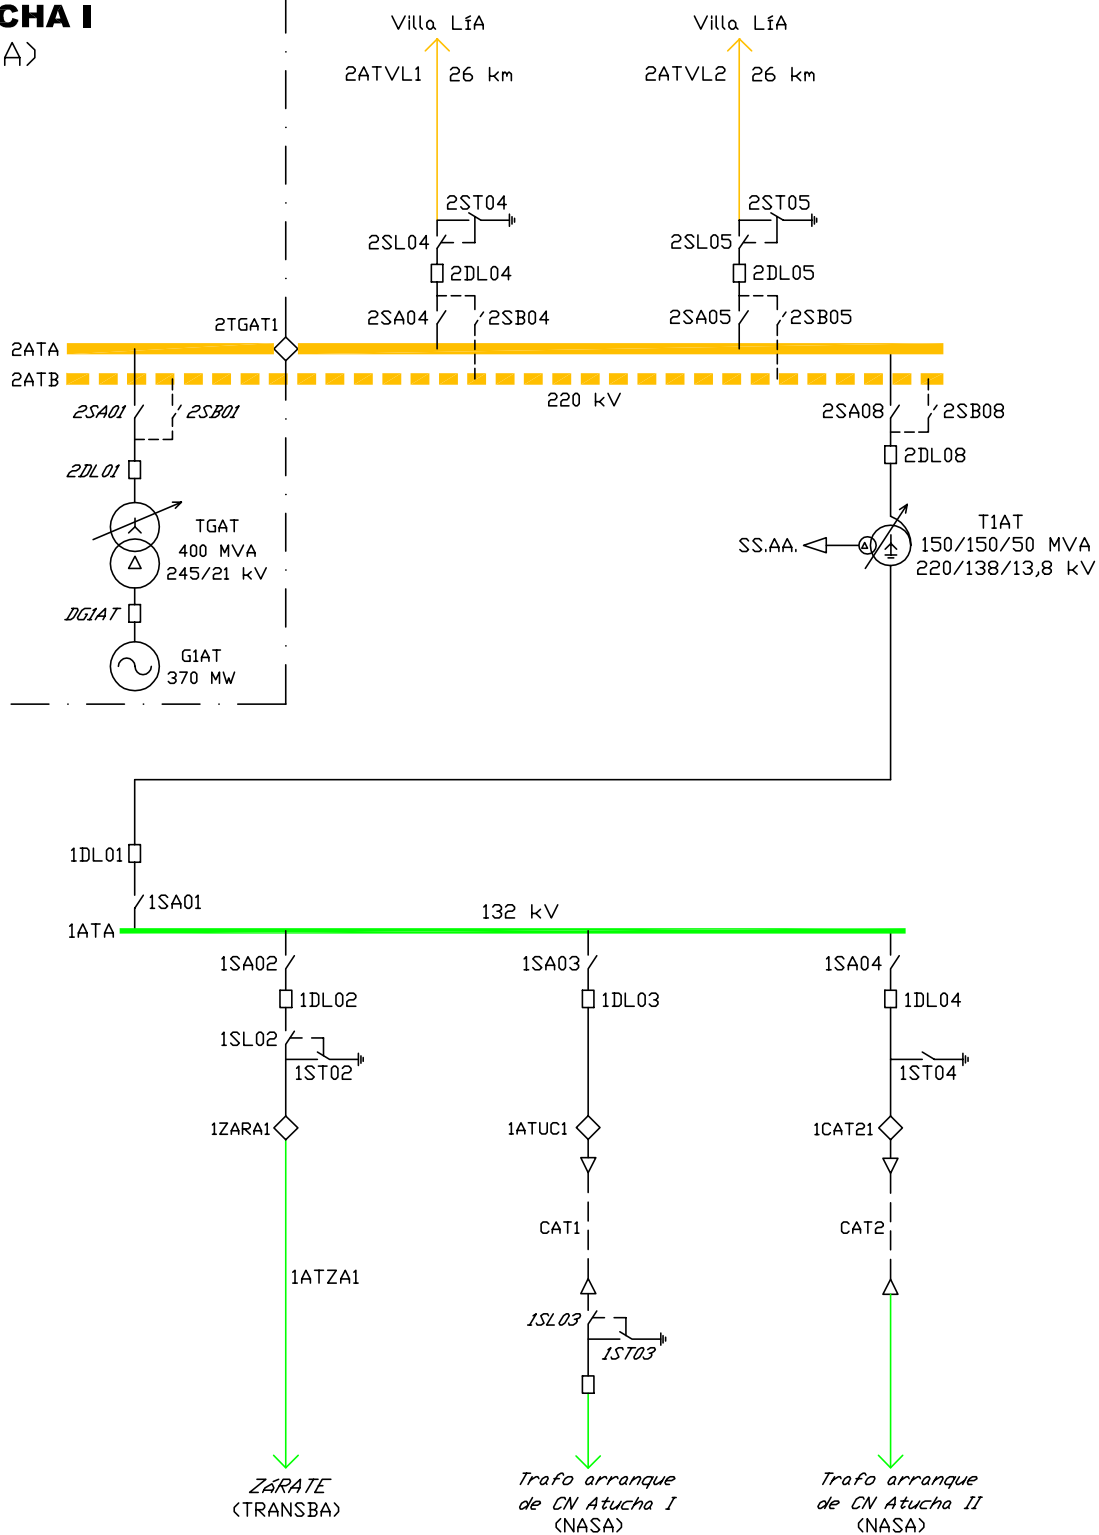 CHA I
A)
Villa LíA
Villa LíA
2ATVL1 26 km
2ATVL2 26 km
2ST04
2ST05
2SL04
2SL05
2DL04
2DL05
2TGAT1
2SA04
2SB04
2SA05
2SB05
2ATA
2ATB
220 kV
2SA01
2SB01
2SA08
2SB08
2DL01
2DL08
TGAT
400 MVA
245/21 kV
SS.AA.
T1AT
150/150/50 MVA
220/138/13,8 kV
DG1AT
G1AT
370 MW
1DL01
1SA01
1ATA
132 kV
1SA02
1SA03
1SA04
1DL02
1DL03
1DL04
1SL02
1ST02
1ST04
1ZARA1
1ATUC1
1CAT21
CAT1
CAT2
1ATZA1
1SL03
1ST03
ZáRATE
(TRANSBA)
Trafo arranque
de CN Atucha I
(NASA)
Trafo arranque
de CN Atucha II
(NASA)